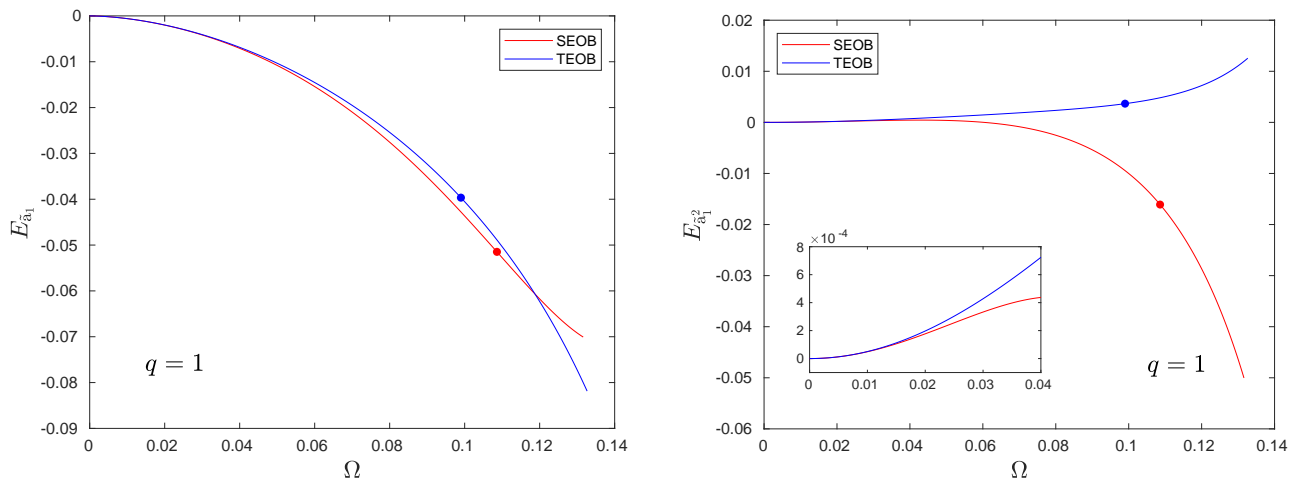 0
-0.01
-0.02
-0.03
-0.04
-0.05
-0.06
-0.07
-0.08
-0.09
0 0.02 0.04 0.06 0.08 0.1 0.12 0.14
Ω
E_{ã_1}
SEOB
TEOB
q = 1
0.02
0.01
0
-0.01
-0.02
-0.03
-0.04
-0.05
-0.06
0 0.02 0.04 0.06 0.08 0.1 0.12 0.14
Ω
E_{ã_1^2}
SEOB
TEOB
×10^{-4}
8
6
4
2
0
0 0.01 0.02 0.03 0.04
q = 1